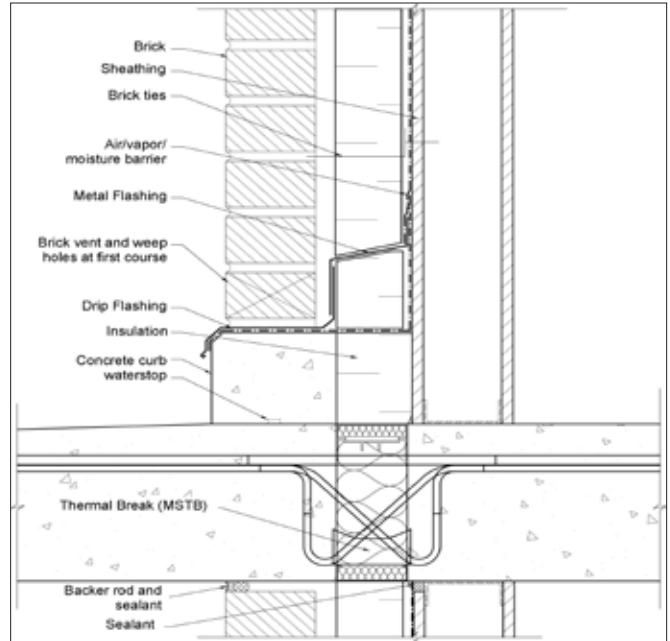 Brick
Sheathing
Brick ties
Air/vapor/
moisture barrier
Metal Flashing
Brick vent and weep
holes at first course
Drip Flashing
Insulation
Concrete curb
waterstop
Thermal Break (MSTB)
Backer rod and
sealant
Sealant